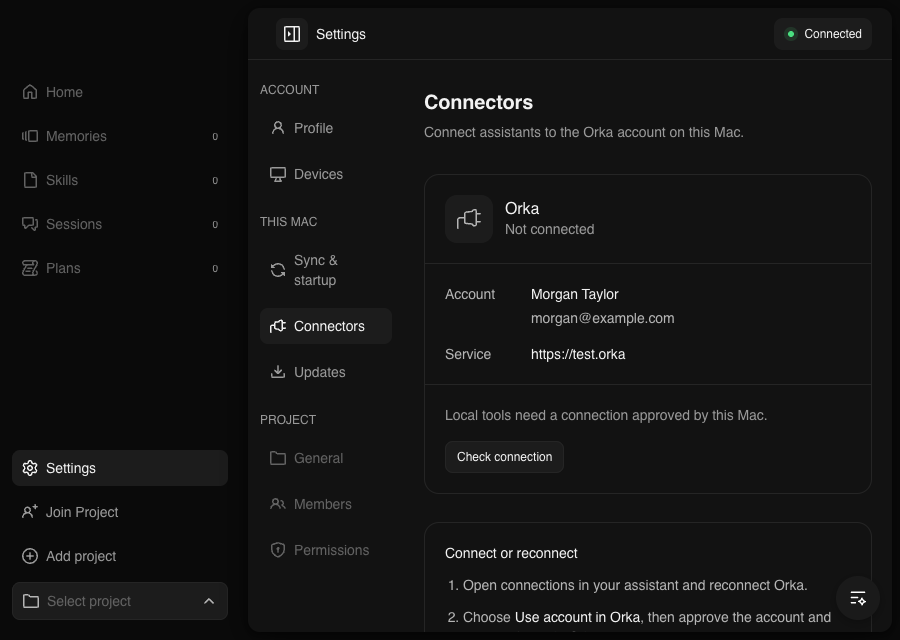 Settings
Connected
Home
Memories 0
Skills 0
Sessions 0
Plans 0
Settings
Join Project
Add project
Select project
ACCOUNT
Profile
Devices
THIS MAC
Sync &
startup
Connectors
Updates
PROJECT
General
Members
Permissions
Connectors
Connect assistants to the Orka account on this Mac.
Orka
Not connected
Account Morgan Taylor
morgan@example.com
Service https://test.orka
Local tools need a connection approved by this Mac.
Check connection
Connect or reconnect
1. Open connections in your assistant and reconnect Orka.
2. Choose Use account in Orka, then approve the account and